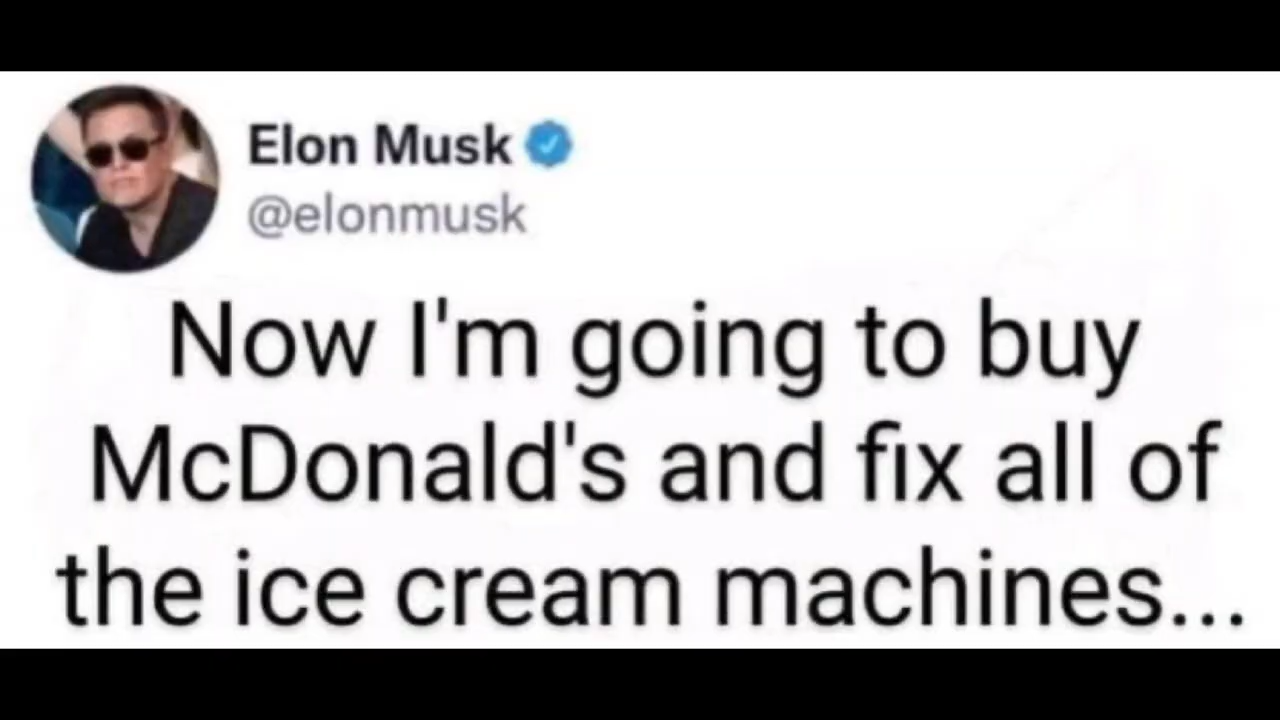 Elon Musk
@elonmusk
Now I'm going to buy
McDonald's and fix all of
the ice cream machines...